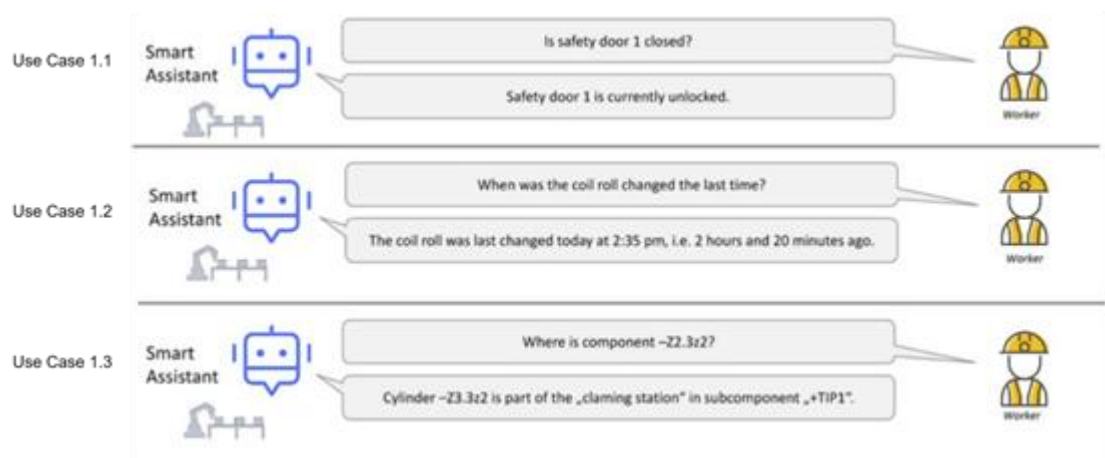 Use Case 1.1
Smart
Assistant
Is safety door 1 closed?
Safety door 1 is currently unlocked.
Worker
Use Case 1.2
Smart
Assistant
When was the coil roll changed the last time?
The coil roll was last changed today at 2:35 pm, i.e. 2 hours and 20 minutes ago.
Worker
Use Case 1.3
Smart
Assistant
Where is component –Z2.3z2?
Cylinder –Z3.3z2 is part of the „claming station" in subcomponent „+TIP1".
Worker